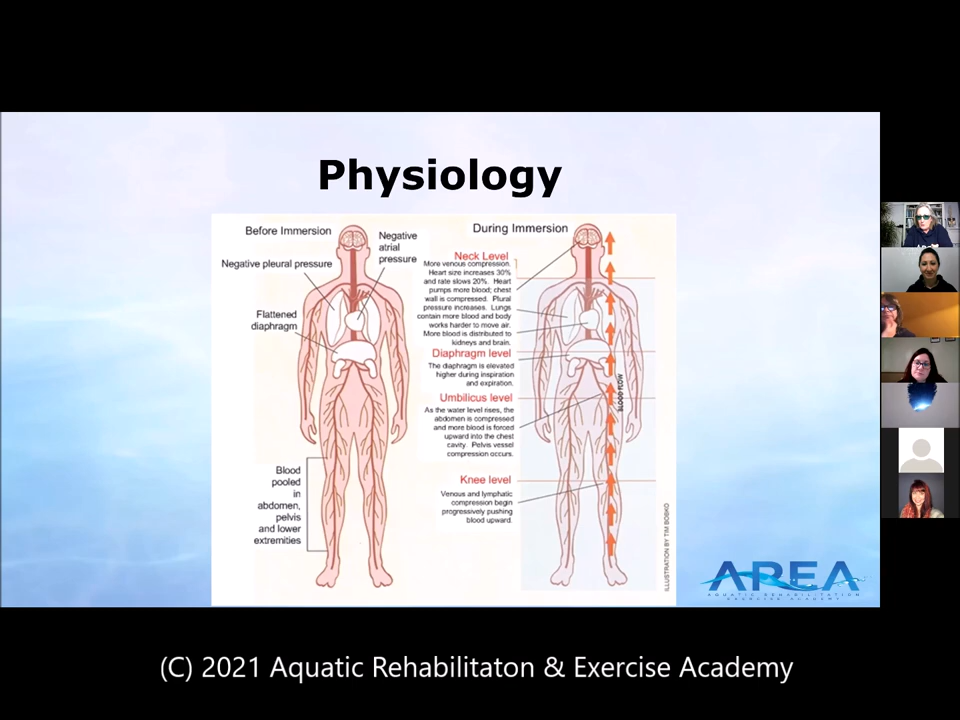 Physiology
Before Immersion
Negative
atrial
pressure
Negative pleural pressure
Flattened
diaphragm
Blood
pooled
in
abdomen,
pelvis
and lower
extremities
During Immersion
Neck Level
More venous compression.
Heart size increases 30%
and rate slows 20%. Heart
pumps more blood; chest
wall is compressed. Plural
pressure increases. Lungs
contain more blood and body
works harder to move air.
More blood is distributed to
kidneys and brain.
Diaphragm level
The diaphragm is elevated
higher during inspiration
and expiration.
Umbilicus level
As the water level rises, the
abdomen is compressed
and more blood is forced
upward into the chest
cavity. Pelvis vessel
compression occurs.
Knee level
Venous and lymphatic
compression begin
progressively pushing
blood upward.
BLOOD FLOW
ILLUSTRATION BY TIM BOBKO
AREA
AQUATIC REHABILITATION
EXERCISE ACADEMY
(C) 2021 Aquatic Rehabilitaton & Exercise Academy